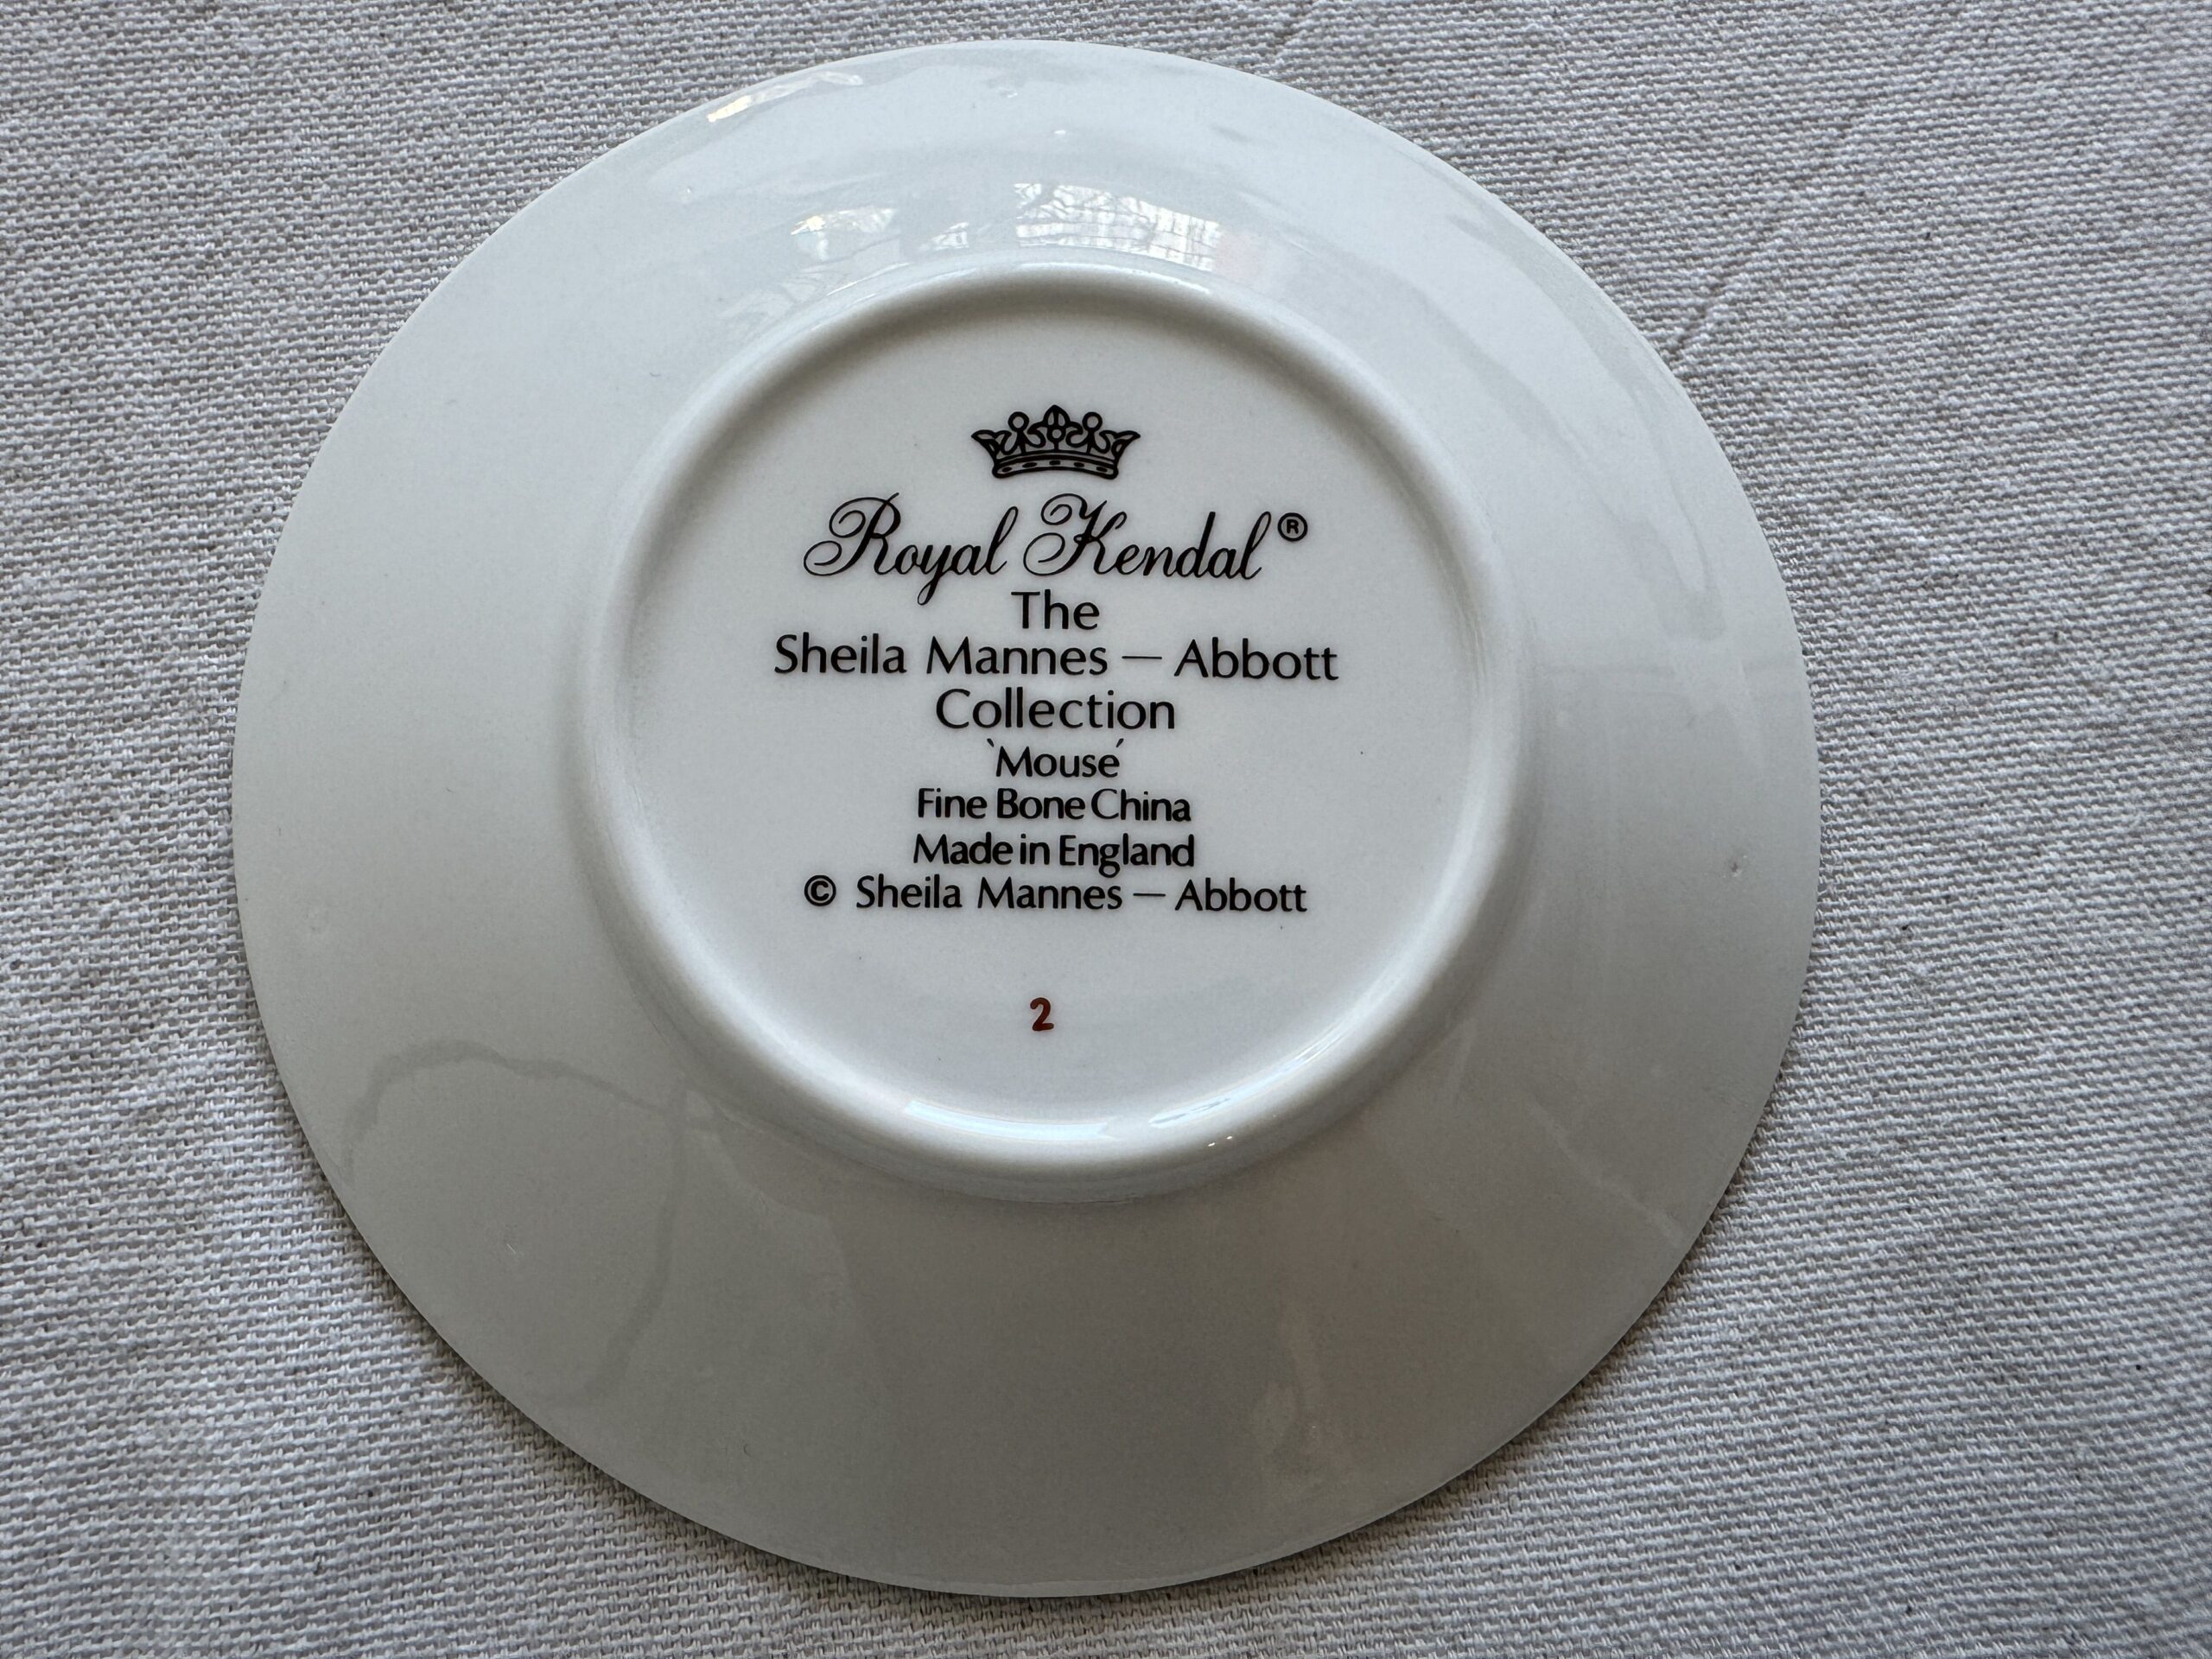 Royal Kendal®
The
Sheila Mannes — Abbott
Collection
`Mouse´
Fine Bone China
Made in England
© Sheila Mannes — Abbott
2